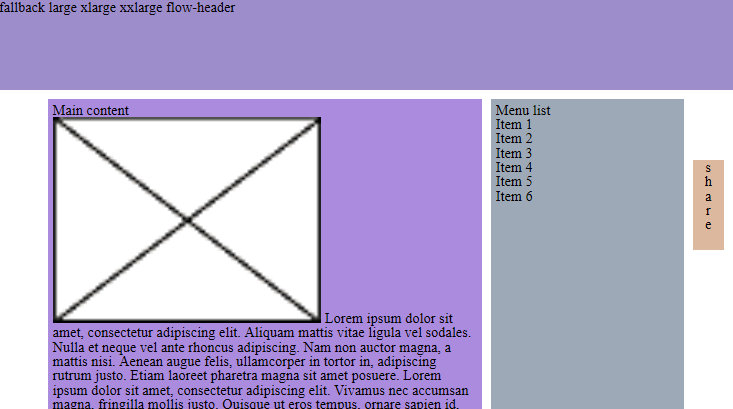 fallback large xlarge xxlarge flow-header
Main content
Lorem ipsum dolor sit
amet, consectetur adipiscing elit. Aliquam mattis vitae ligula vel sodales.
Nulla et neque vel ante rhoncus adipiscing. Nam non auctor magna, a
mattis nisi. Aenean augue felis, ullamcorper in tortor in, adipiscing
rutrum justo. Etiam laoreet pharetra magna sit amet posuere. Lorem
ipsum dolor sit amet, consectetur adipiscing elit. Vivamus nec accumsan
magna, fringilla mollis justo. Quisque ut eros tempus, ornare sapien id,
Menu list
Item 1
Item 2
Item 3
Item 4
Item 5
Item 6
s
h
a
r
e